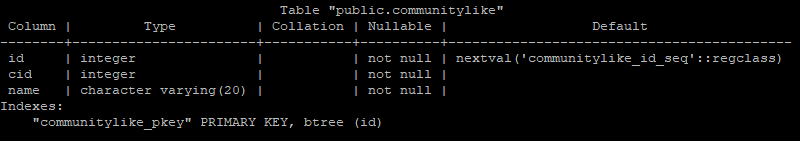 Table "public.communitylike"
 Column |         Type          | Collation | Nullable |                  Default
--------+-----------------------+-----------+----------+-------------------------------------------
 id     | integer               |           | not null | nextval('communitylike_id_seq'::regclass)
 cid    | integer               |           | not null |
 name   | character varying(20) |           | not null |
Indexes:
    "communitylike_pkey" PRIMARY KEY, btree (id)